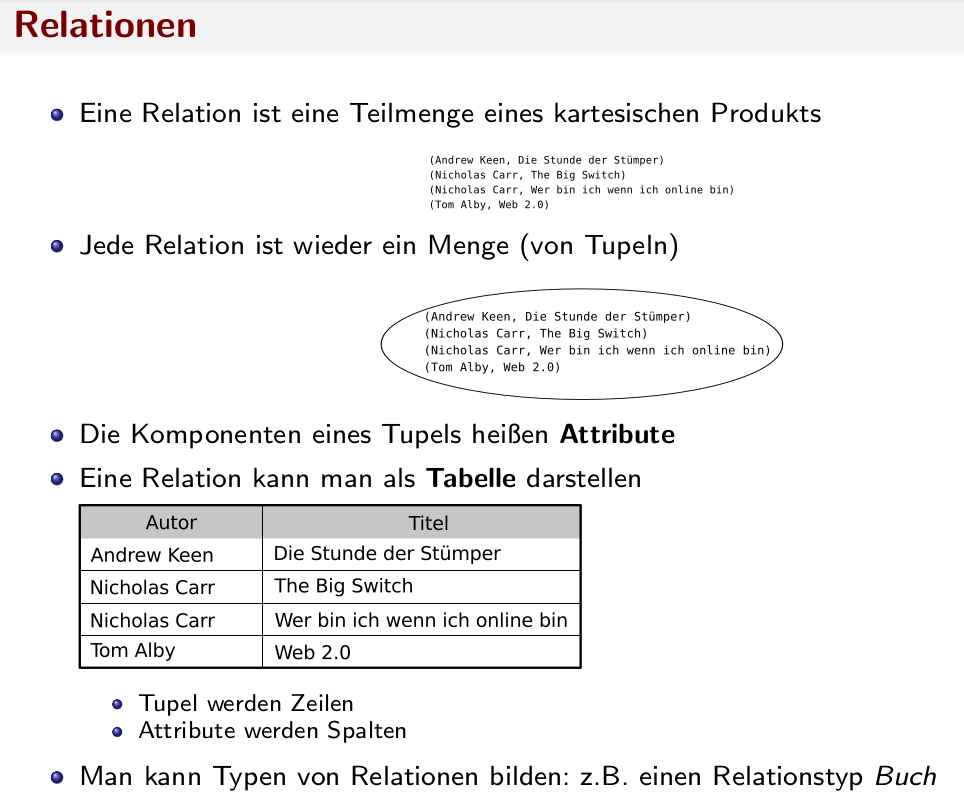 Relationen
Eine Relation ist eine Teilmenge eines kartesischen Produkts
(Andrew Keen, Die Stunde der Stümper)
(Nicholas Carr, The Big Switch)
(Nicholas Carr, Wer bin ich wenn ich online bin)
(Tom Alby, Web 2.0)
Jede Relation ist wieder ein Menge (von Tupeln)
(Andrew Keen, Die Stunde der Stümper)
(Nicholas Carr, The Big Switch)
(Nicholas Carr, Wer bin ich wenn ich online bin)
(Tom Alby, Web 2.0)
Die Komponenten eines Tupels heißen Attribute
Eine Relation kann man als Tabelle darstellen
Autor Titel
Andrew Keen Die Stunde der Stümper
Nicholas Carr The Big Switch
Nicholas Carr Wer bin ich wenn ich online bin
Tom Alby Web 2.0
Tupel werden Zeilen
Attribute werden Spalten
Man kann Typen von Relationen bilden: z.B. einen Relationstyp Buch